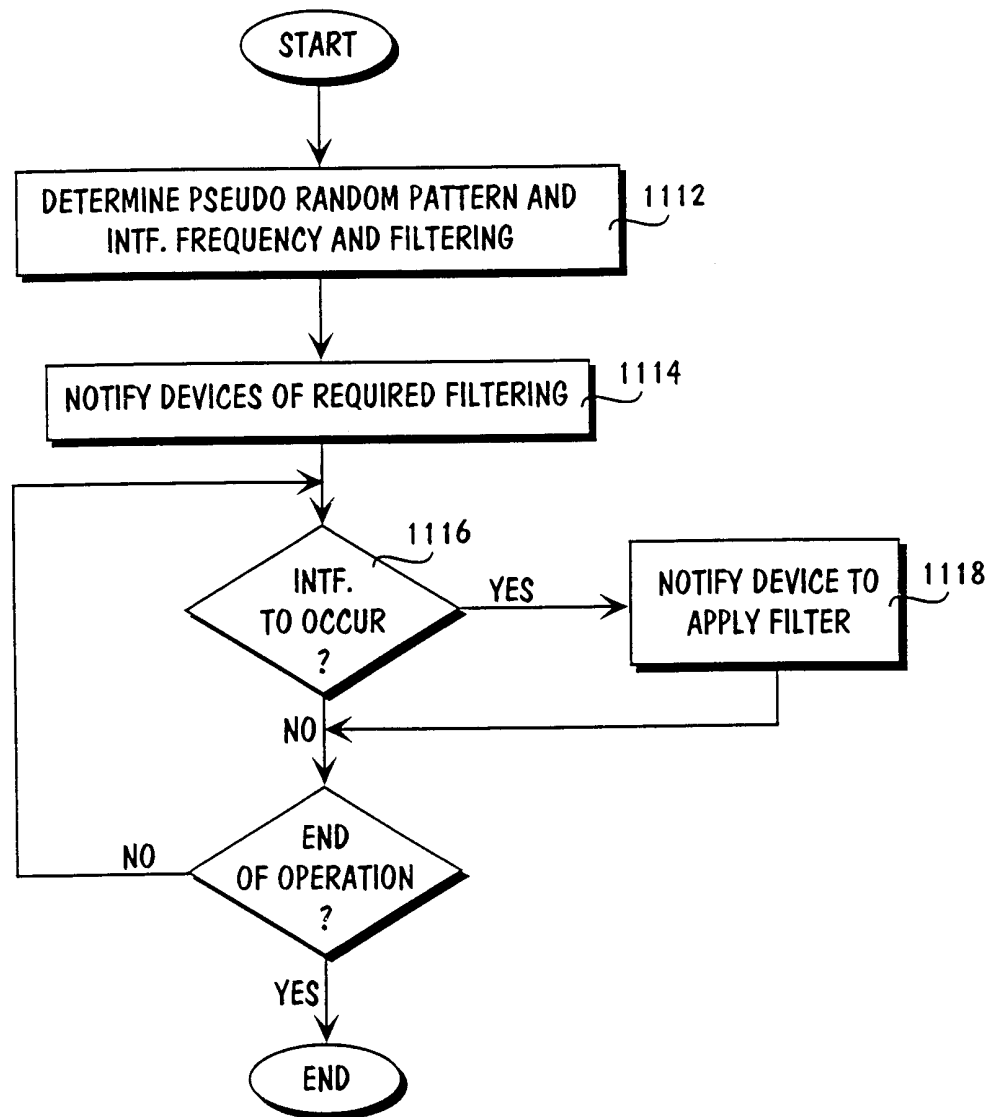 START
DETERMINE PSEUDO RANDOM PATTERN AND
INTF. FREQUENCY AND FILTERING
1112
NOTIFY DEVICES OF REQUIRED FILTERING
1114
INTF.
TO OCCUR
?
1116
YES
NOTIFY DEVICE TO
APPLY FILTER
1118
NO
END
OF OPERATION
?
NO
YES
END